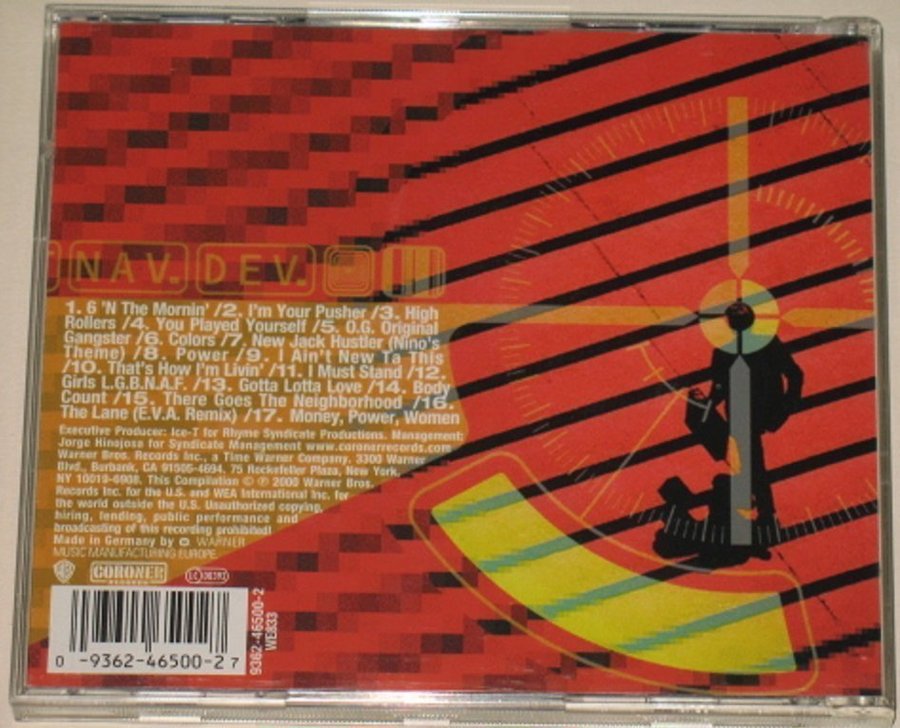 NAV. DEV.
1. 6 'N The Mornin' /2. I'm Your Pusher /3. High
Rollers /4. You Played Yourself /5. O.G. Original
Gangster /6. Colors /7. New Jack Hustler (Nino's
Theme) /8. Power /9. I Ain't New Ta This
/10. That's How I'm Livin' /11. I Must Stand /12.
Girls L.G.B.N.A.F. /13. Gotta Lotta Love /14. Body
Count /15. There Goes The Neighborhood /16.
The Lane (E.V.A. Remix) /17. Money, Power, Women
Executive Producer: Ice-T for Rhyme Syndicate Productions. Management:
Jorge Hinojosa for Syndicate Management www.coronerrecords.com
Warner Bros. Records Inc., a Time Warner Company, 3300 Warner
Blvd., Burbank, CA 91505-4694. 75 Rockefeller Plaza, New York,
NY 10019-6908. This Compilation © ℗ 2000 Warner Bros.
Records Inc. for the U.S. and WEA International Inc. for
the world outside the U.S. Unauthorized copying,
hiring, lending, public performance and
broadcasting of this recording prohibited!
Made in Germany by WARNER
MUSIC MANUFACTURING EUROPE.
WB CORONER RECORDS LC 00392
0 -9362-46500-2 7
9362-46500-2
WE833